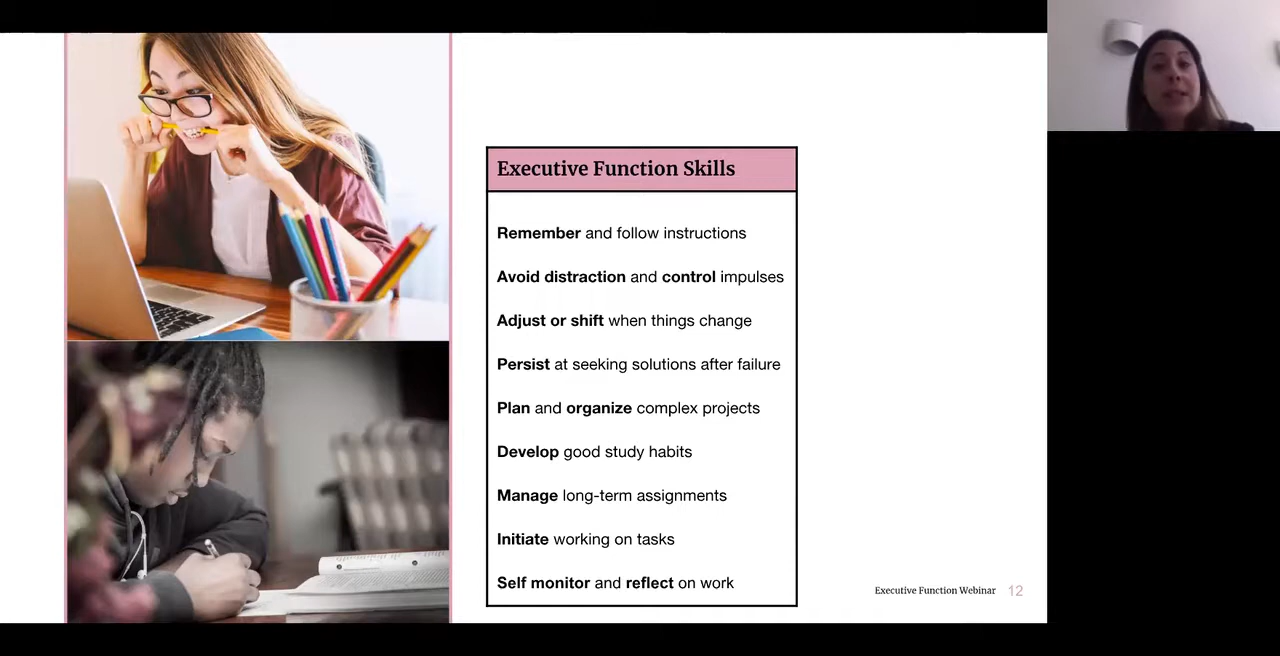 Executive Function Skills
Remember and follow instructions
Avoid distraction and control impulses
Adjust or shift when things change
Persist at seeking solutions after failure
Plan and organize complex projects
Develop good study habits
Manage long-term assignments
Initiate working on tasks
Self monitor and reflect on work
Executive Function Webinar 12